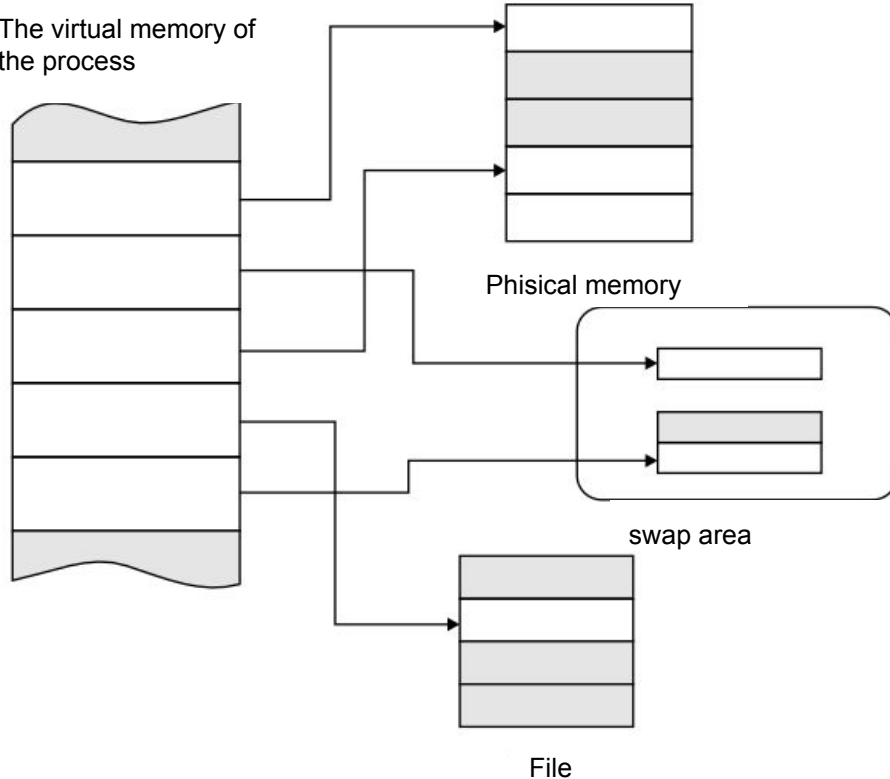 The virtual memory of
the process
Phisical memory
swap area
File